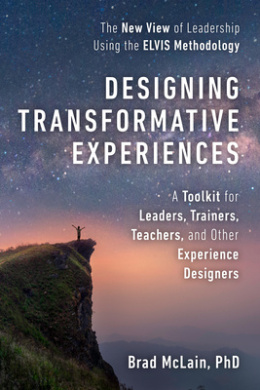 The New View of Leadership
Using the ELVIS Methodology
DESIGNING
TRANSFORMATIVE
EXPERIENCES
A Toolkit for
Leaders, Trainers,
Teachers, and Other
Experience
Designers
Brad McLain, PhD